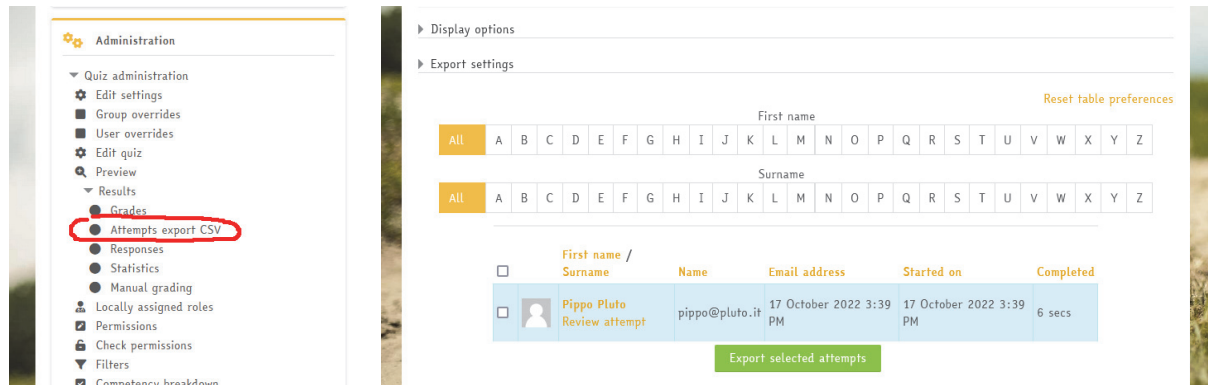 Administration
Quiz administration
Edit settings
Group overrides
User overrides
Edit quiz
Preview
Results
Grades
Attempts export CSV
Responses
Statistics
Manual grading
Locally assigned roles
Permissions
Check permissions
Filters
Competency breakdown
Display options
Export settings
Reset table preferences
First name
All A B C D E F G H I J K L M N O P Q R S T U V W X Y Z
Surname
All A B C D E F G H I J K L M N O P Q R S T U V W X Y Z
First name /
Surname Name Email address Started on Completed
Pippo Pluto pippo@pluto.it 17 October 2022 3:39 17 October 2022 3:39 6 secs
Review attempt PM PM
Export selected attempts